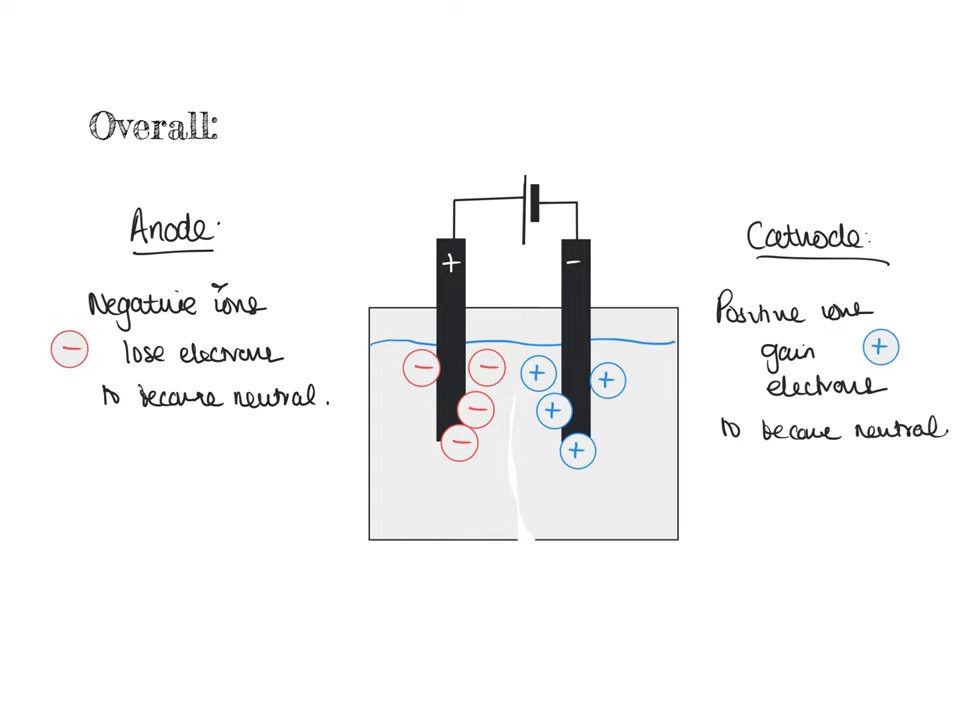 Overall:
Anode:
Negative ions
lose electrons
to become neutral.
+
-
Cathode:
Positive ions
gain
electrons
to become neutral.